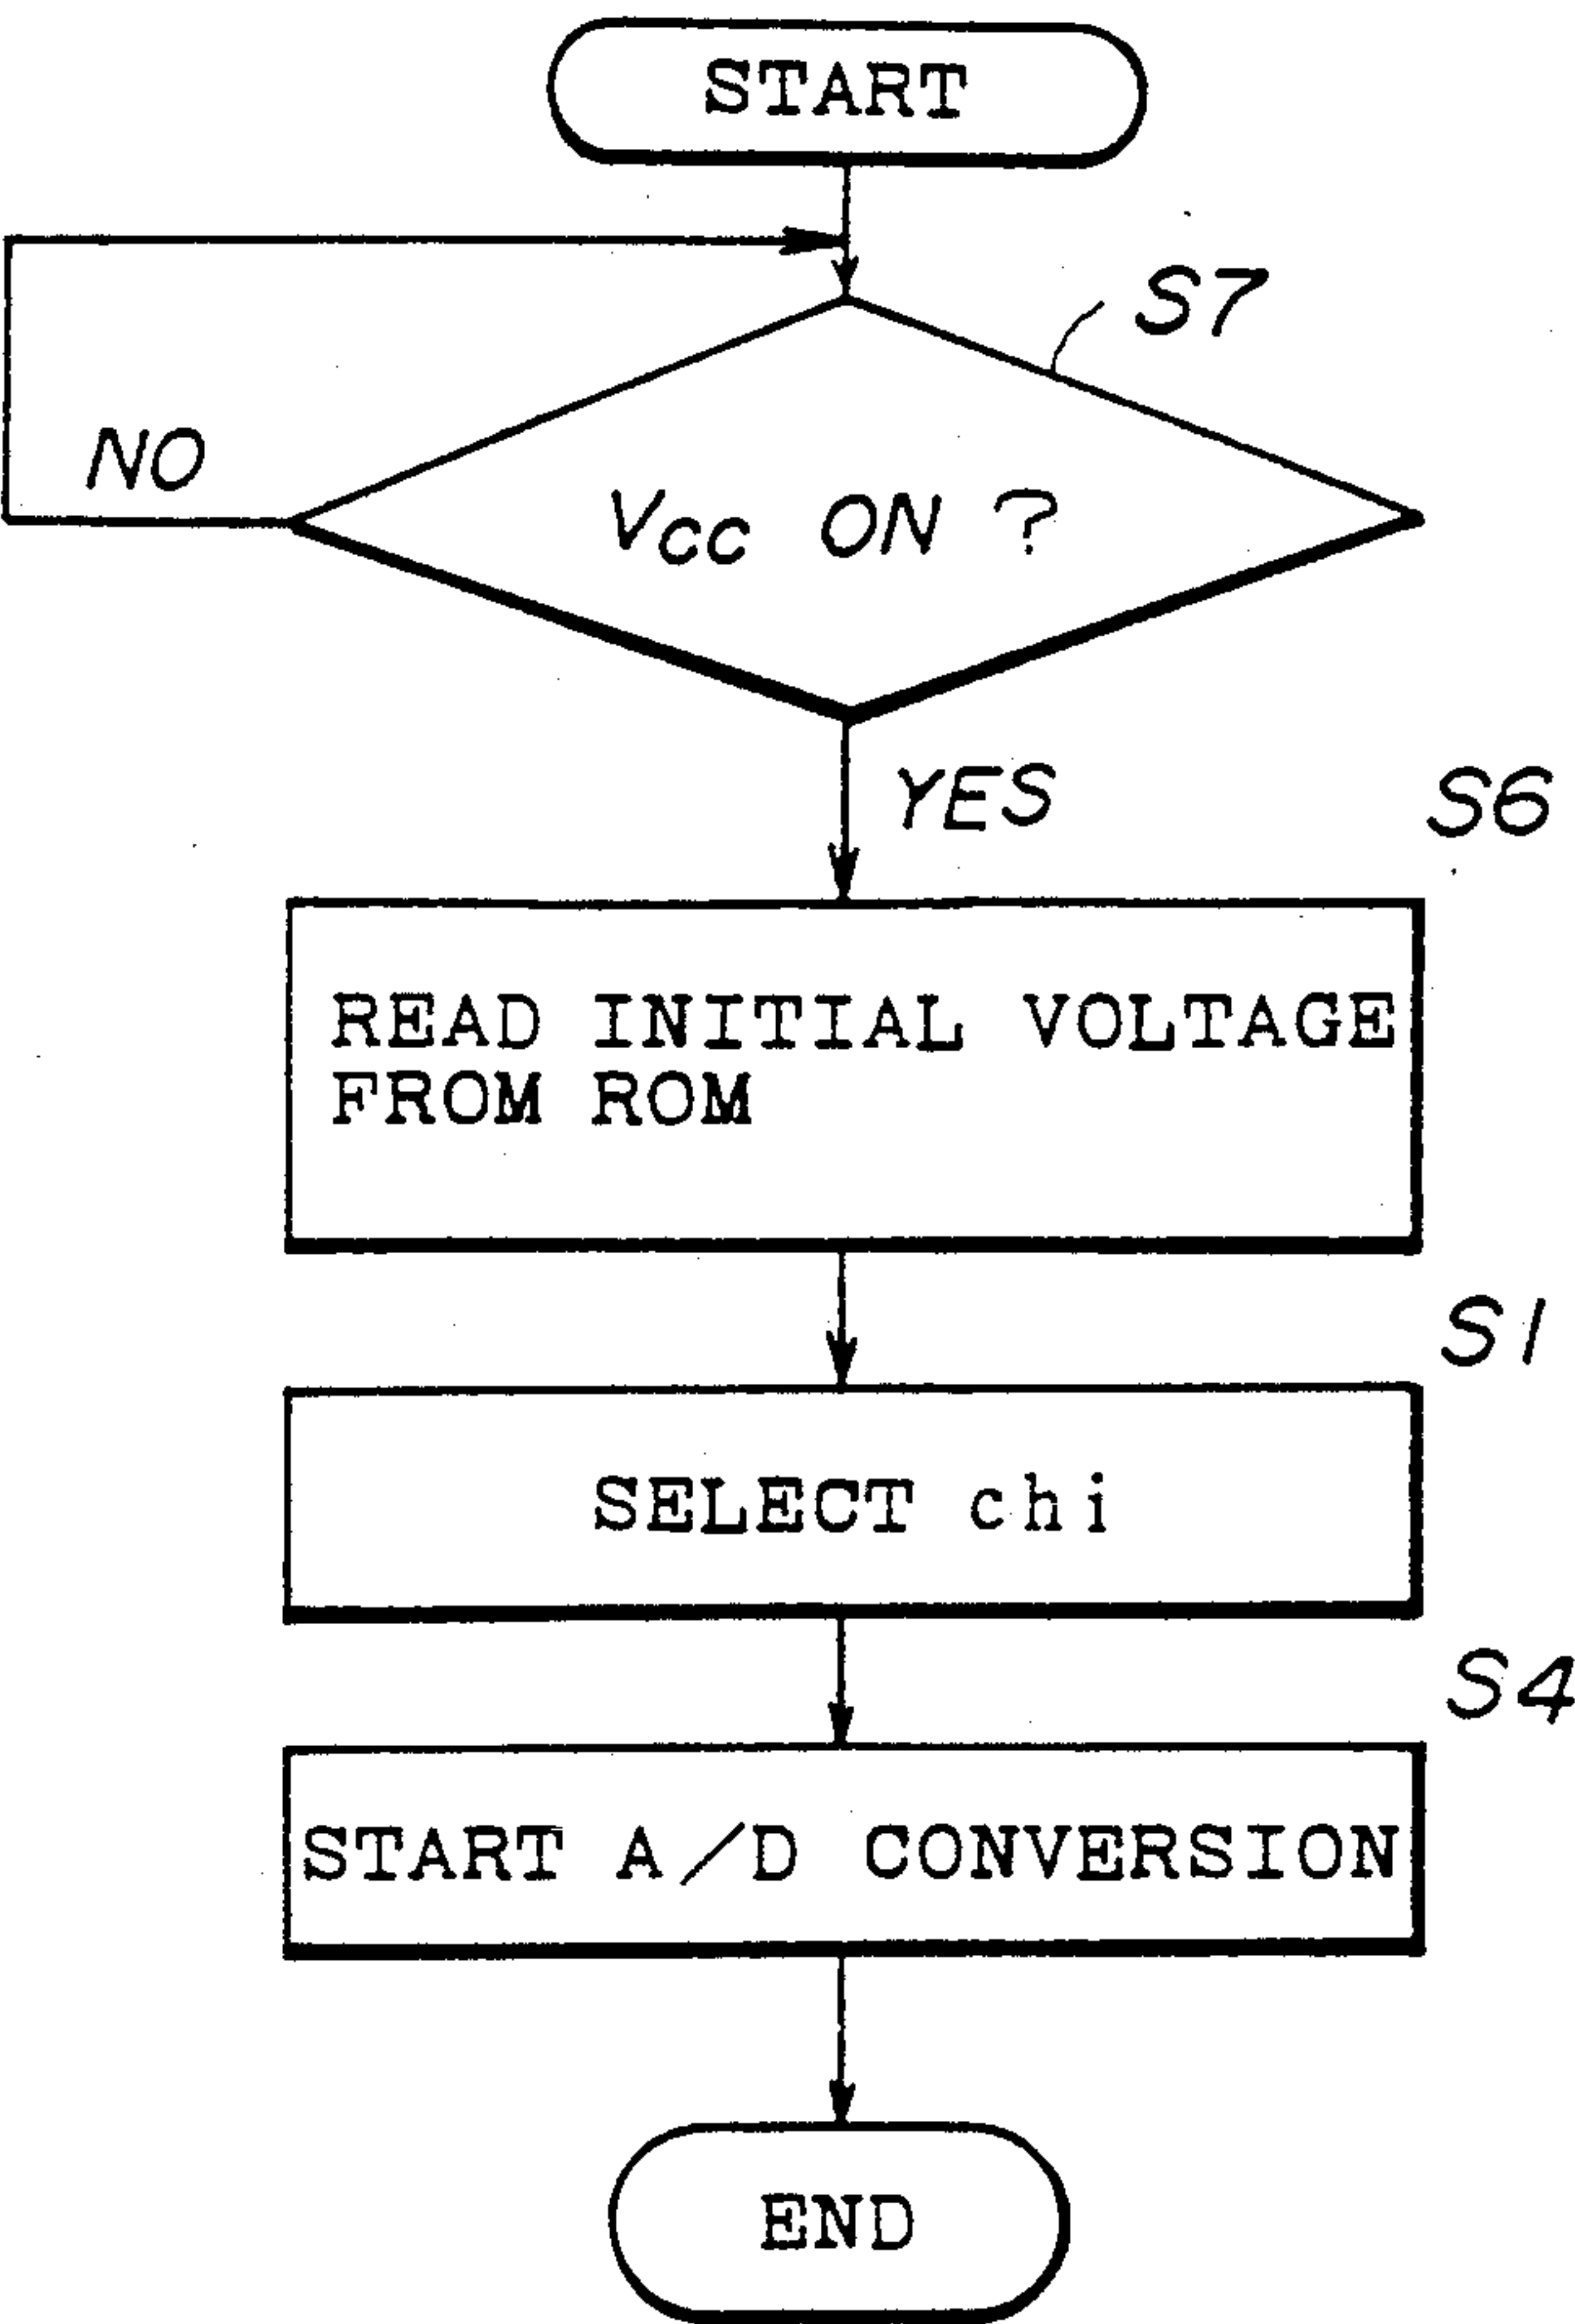 START
S7
NO
Vcc ON ?
YES
S6
READ INITIAL VOLTAGE
FROM ROM
S1
SELECT chi
S4
START A/D CONVERSION
END